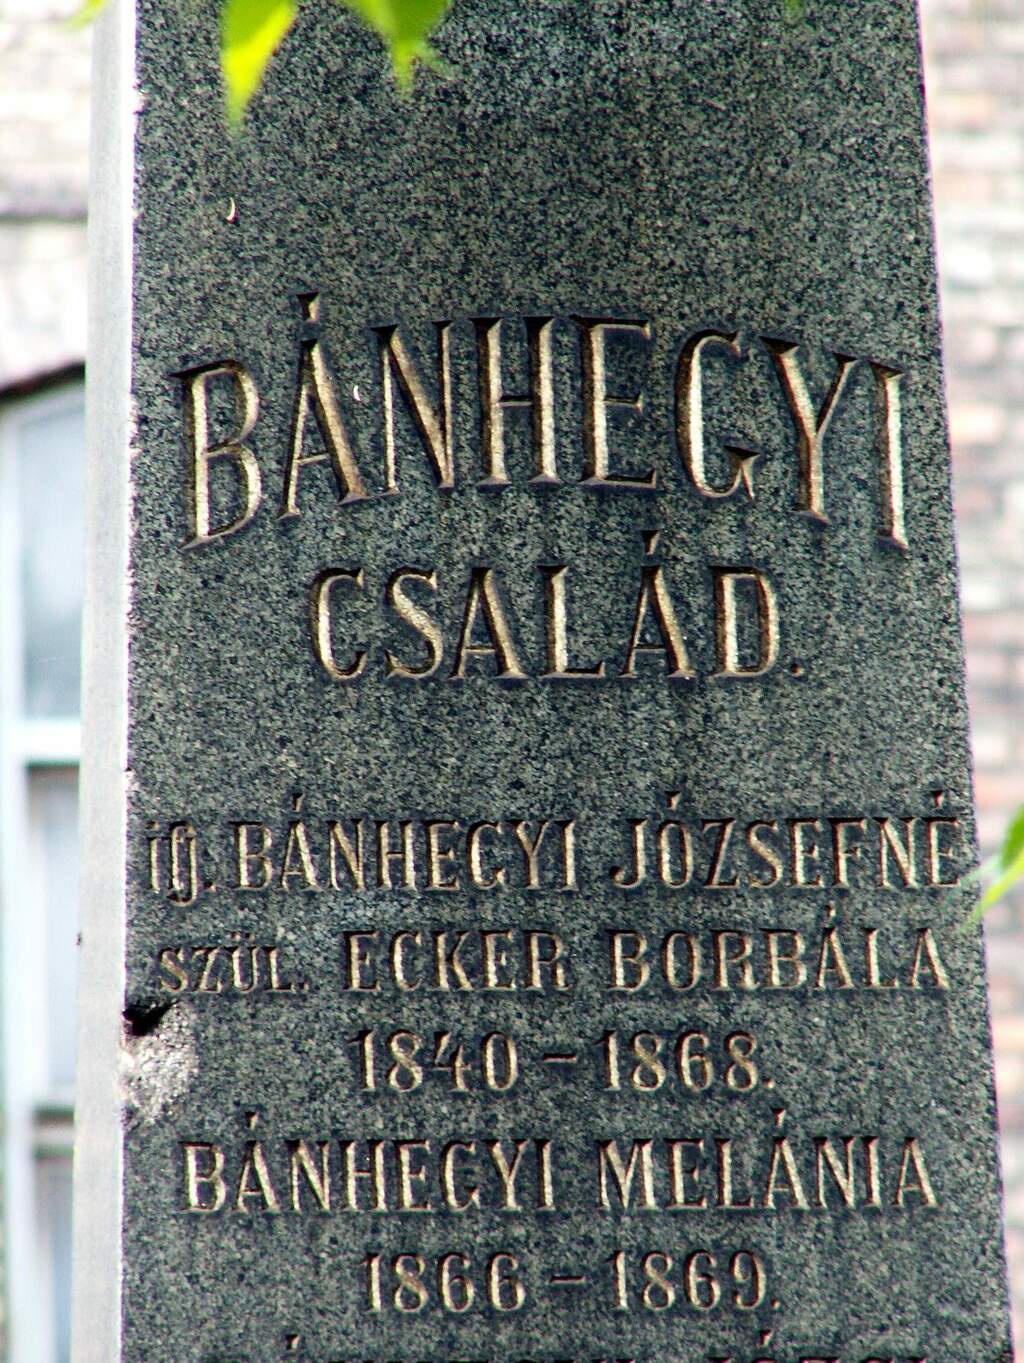 BÁNHEGYI
CSALÁD.
ifj. BÁNHEGYI JÓZSEFNÉ
SZÜL. ECKER BORBÁLA
1840 – 1868.
BÁNHEGYI MELÁNIA
1866 – 1869.